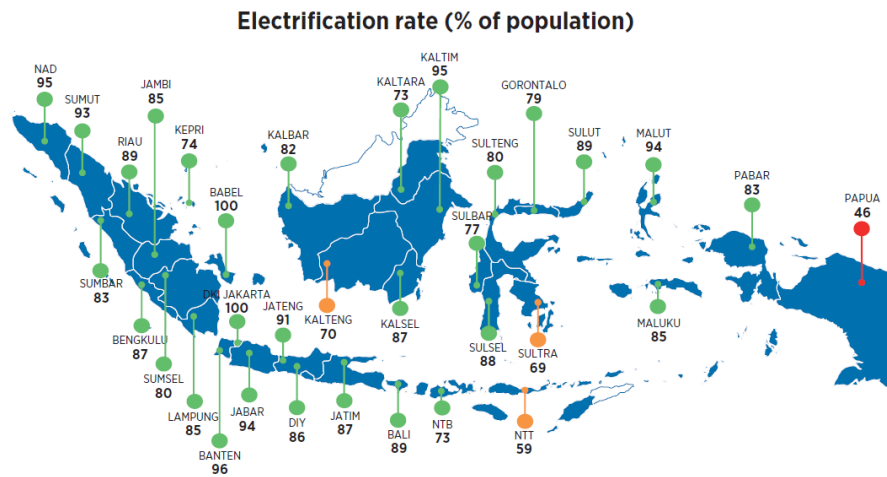 Electrification rate (% of population)
NAD
95
SUMUT
93
JAMBI
85
RIAU
89
KEPRI
74
BABEL
100
KALBAR
82
KALTARA
73
KALTIM
95
GORONTALO
79
SULTENG
80
SULUT
89
MALUT
94
PABAR
83
PAPUA
46
SULBAR
77
SUMBAR
83
BENGKULU
87
SUMSEL
80
LAMPUNG
85
BANTEN
96
DKI JAKARTA
100
JABAR
94
JATENG
91
DIY
86
JATIM
87
KALTENG
70
KALSEL
87
BALI
89
NTB
73
SULSEL
88
SULTRA
69
NTT
59
MALUKU
85